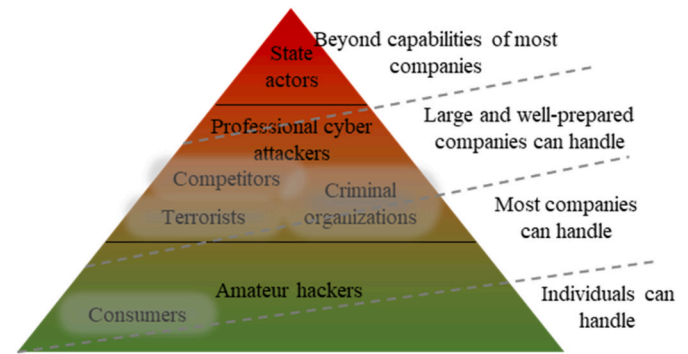 State
actors
Beyond capabilities of most
companies
Professional cyber
attackers
Large and well-prepared
companies can handle
Competitors
Terrorists
Criminal
organizations
Most companies
can handle
Amateur hackers
Consumers
Individuals can
handle